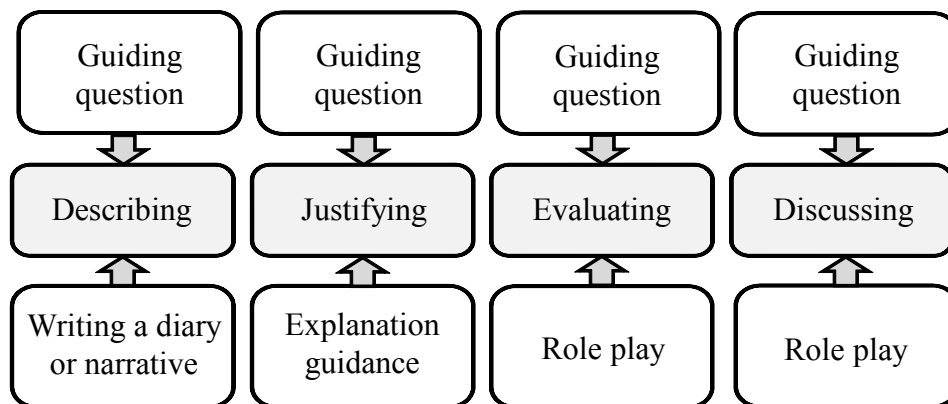 Guiding
question
Guiding
question
Guiding
question
Guiding
question
Describing
Justifying
Evaluating
Discussing
Writing a diary
or narrative
Explanation
guidance
Role play
Role play